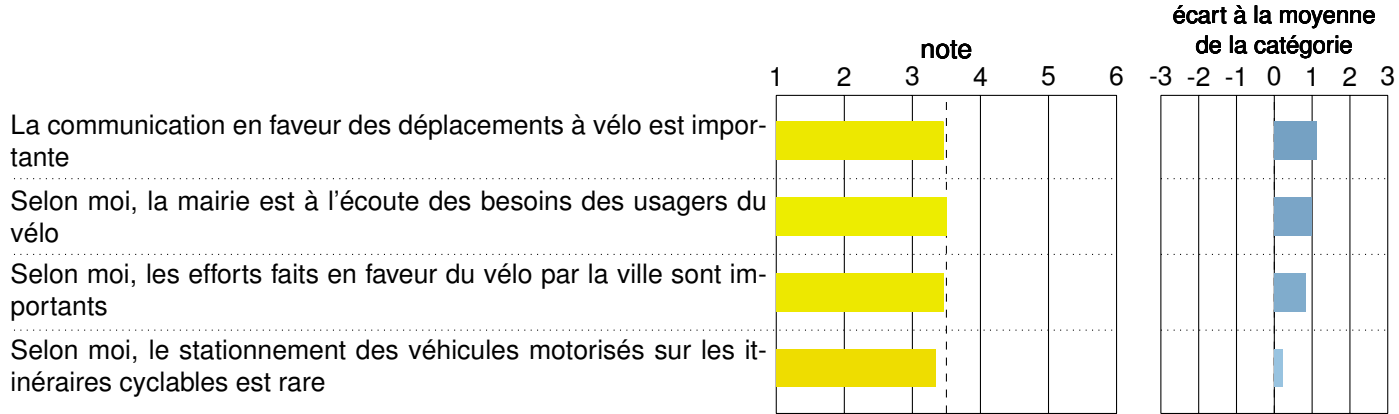 écart à la moyenne
note de la catégorie
1 2 3 4 5 6 -3 -2 -1 0 1 2 3
La communication en faveur des déplacements à vélo est impor-
tante
Selon moi, la mairie est à l'écoute des besoins des usagers du
vélo
Selon moi, les efforts faits en faveur du vélo par la ville sont im-
portants
Selon moi, le stationnement des véhicules motorisés sur les it-
inéraires cyclables est rare